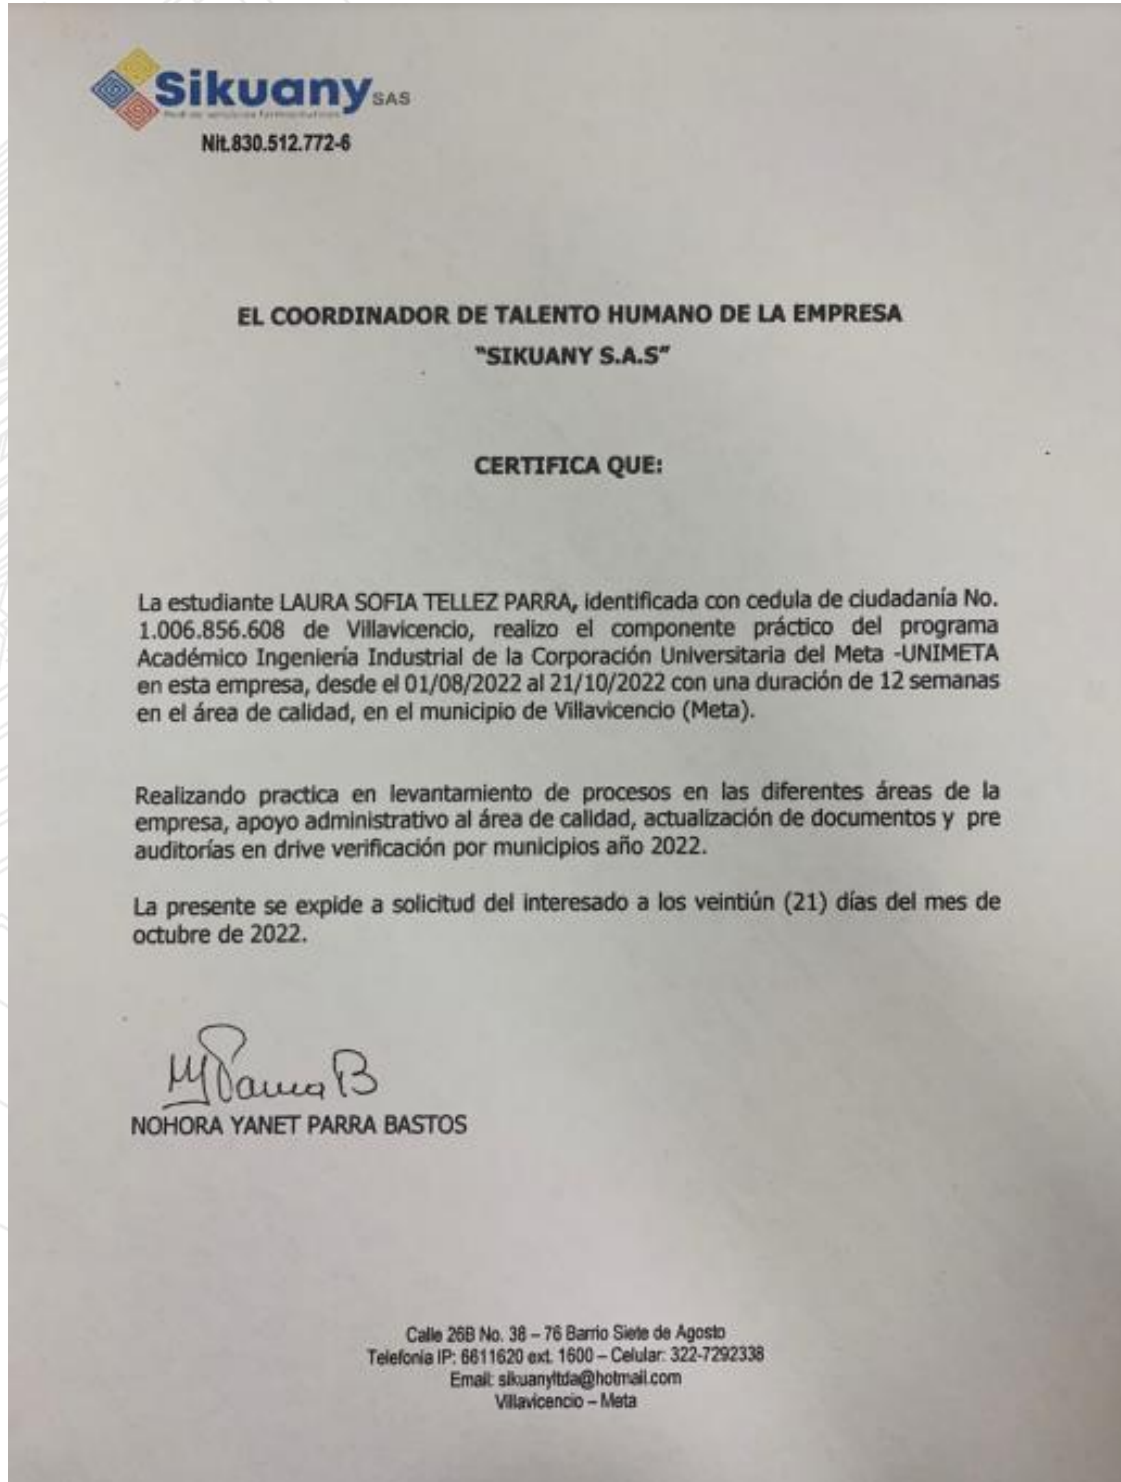 Sikuany SAS
Red de servicios farmacéuticos
Nit.830.512.772-6
EL COORDINADOR DE TALENTO HUMANO DE LA EMPRESA
"SIKUANY S.A.S"
CERTIFICA QUE:
La estudiante LAURA SOFIA TELLEZ PARRA, identificada con cedula de ciudadanía No.
1.006.856.608 de Villavicencio, realizo el componente práctico del programa
Académico Ingeniería Industrial de la Corporación Universitaria del Meta -UNIMETA
en esta empresa, desde el 01/08/2022 al 21/10/2022 con una duración de 12 semanas
en el área de calidad, en el municipio de Villavicencio (Meta).
Realizando practica en levantamiento de procesos en las diferentes áreas de la
empresa, apoyo administrativo al área de calidad, actualización de documentos y pre
auditorías en drive verificación por municipios año 2022.
La presente se expide a solicitud del interesado a los veintiún (21) días del mes de
octubre de 2022.
NOHORA YANET PARRA BASTOS
Calle 26B No. 38 – 76 Barrio Siete de Agosto
Telefonía IP: 6611620 ext. 1600 – Celular: 322-7292338
Email: sikuanyltda@hotmail.com
Villavicencio – Meta